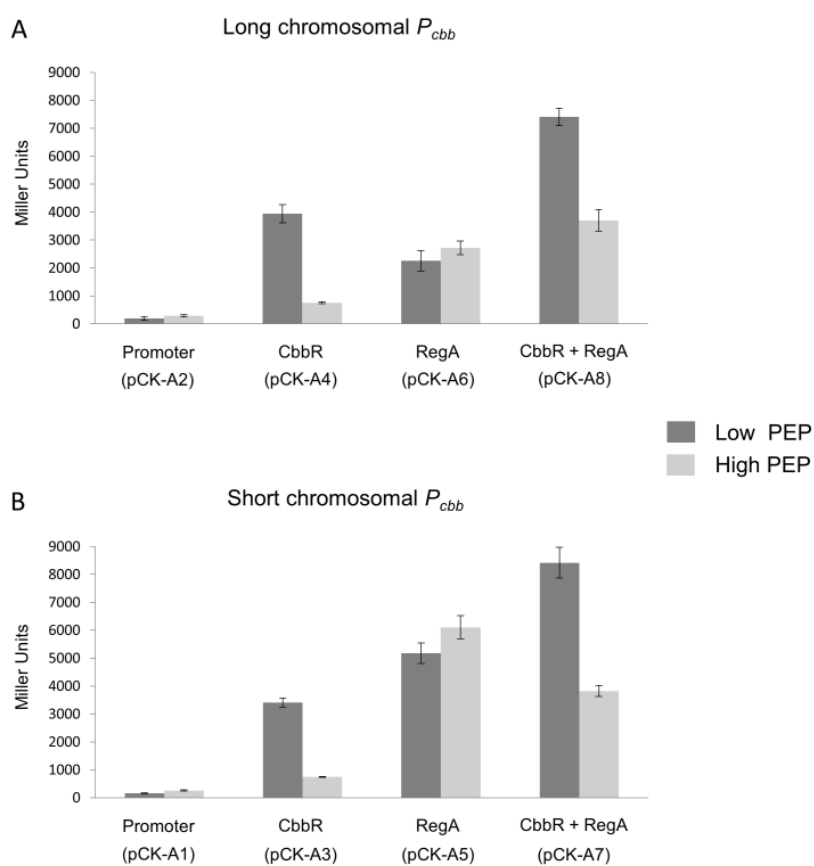 A
Long chromosomal Pcbb
9000
8000
7000
6000
5000
4000
3000
2000
1000
0
Miller Units
Promoter
(pCK-A2)
CbbR
(pCK-A4)
RegA
(pCK-A6)
CbbR + RegA
(pCK-A8)
Low PEP
High PEP
B
Short chromosomal Pcbb
9000
8000
7000
6000
5000
4000
3000
2000
1000
0
Miller Units
Promoter
(pCK-A1)
CbbR
(pCK-A3)
RegA
(pCK-A5)
CbbR + RegA
(pCK-A7)